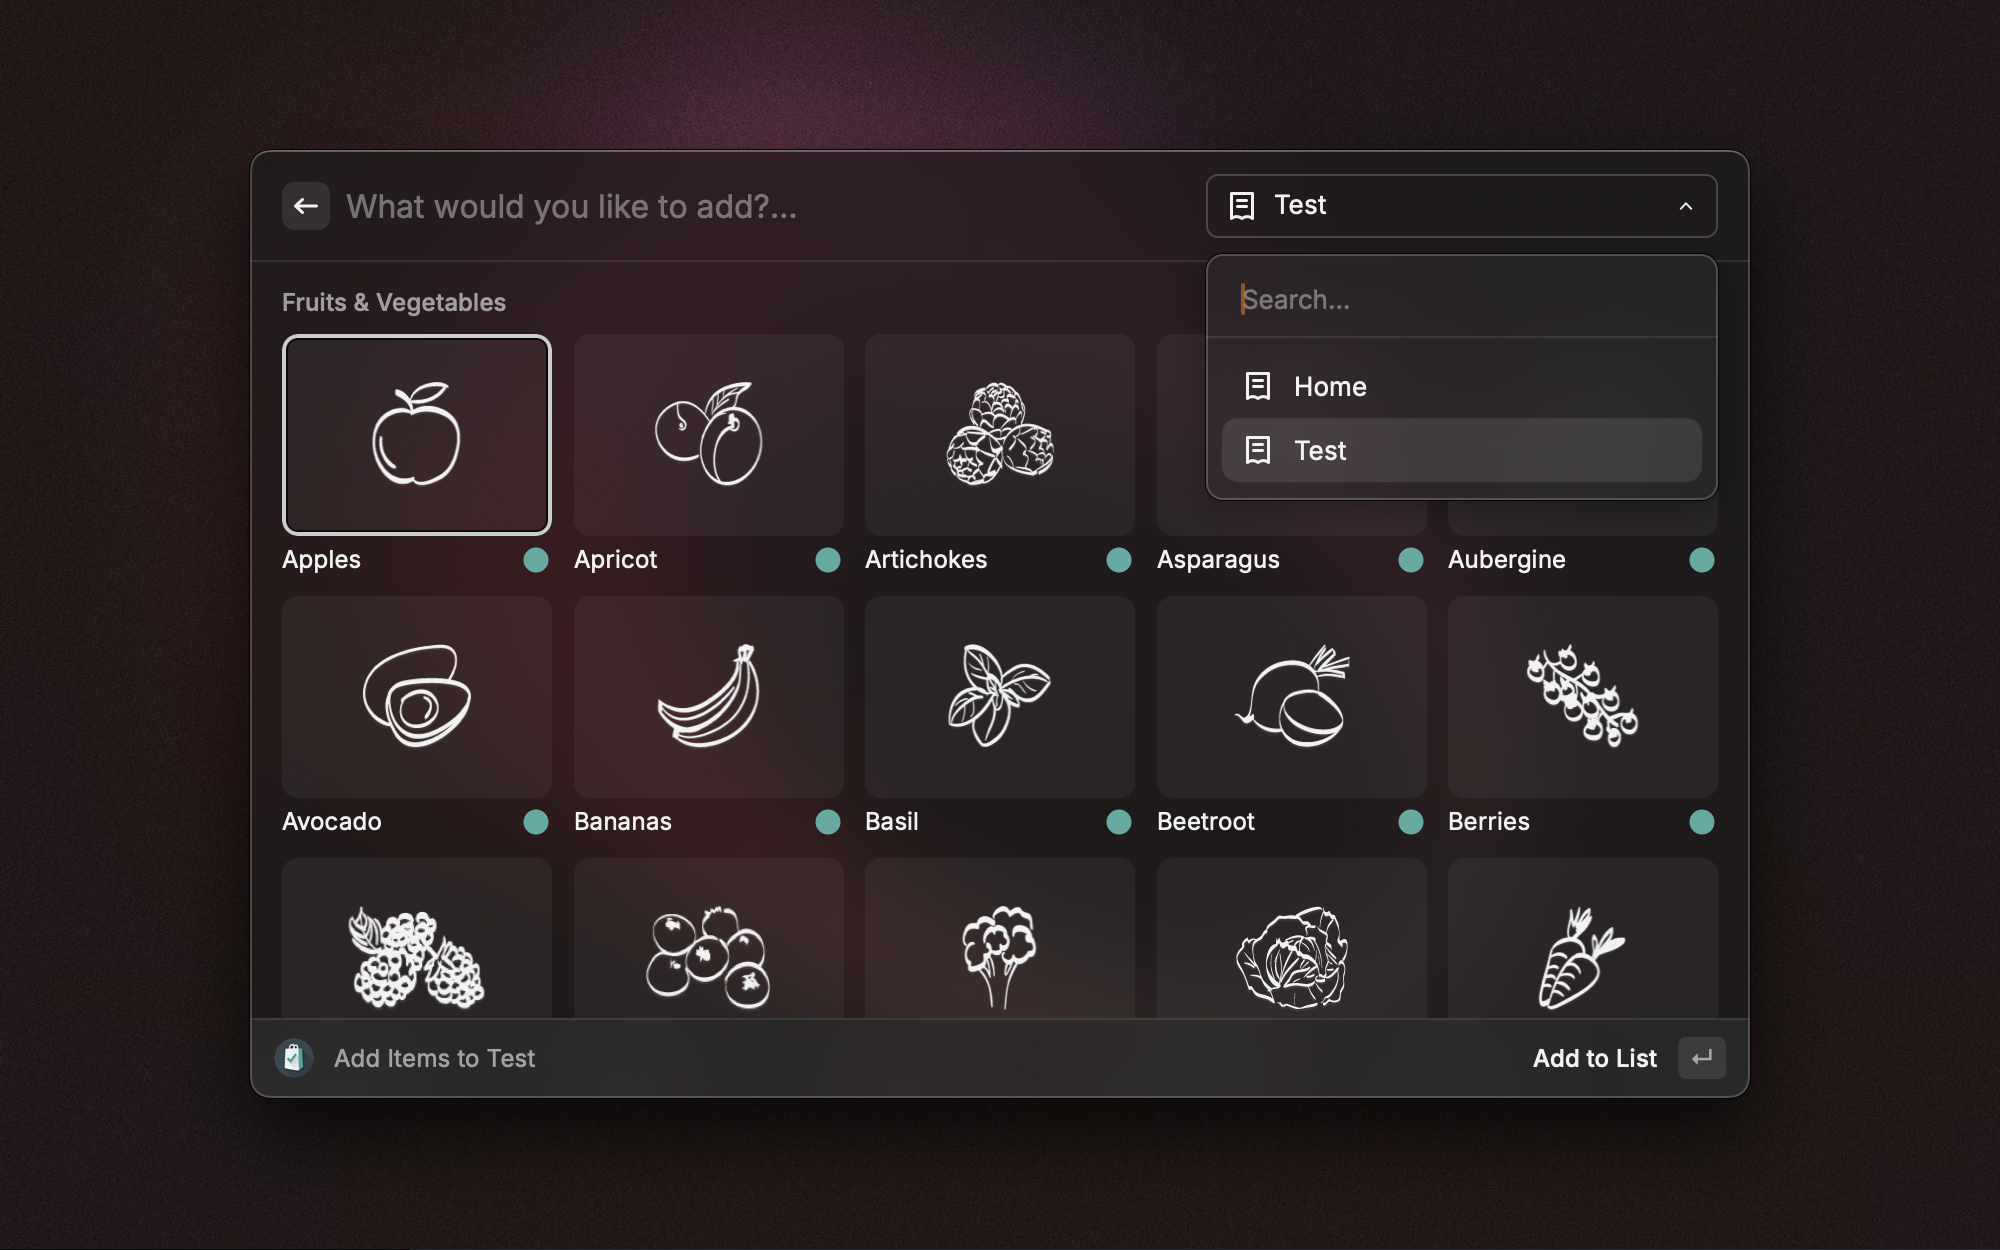 What would you like to add?...
Test
Search...
Home
Test
Fruits & Vegetables
Apples
Apricot
Artichokes
Asparagus
Aubergine
Avocado
Bananas
Basil
Beetroot
Berries
Add Items to Test
Add to List